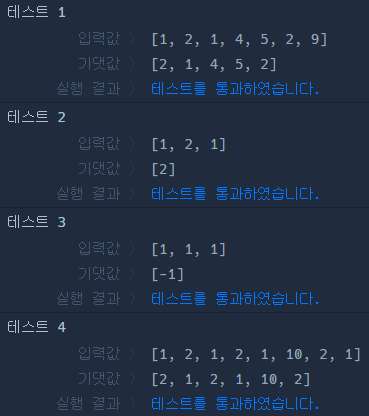 테스트 1
입력값 〉 [1, 2, 1, 4, 5, 2, 9]
기댓값 〉 [2, 1, 4, 5, 2]
실행 결과 〉 테스트를 통과하였습니다.
테스트 2
입력값 〉 [1, 2, 1]
기댓값 〉 [2]
실행 결과 〉 테스트를 통과하였습니다.
테스트 3
입력값 〉 [1, 1, 1]
기댓값 〉 [-1]
실행 결과 〉 테스트를 통과하였습니다.
테스트 4
입력값 〉 [1, 2, 1, 2, 1, 10, 2, 1]
기댓값 〉 [2, 1, 2, 1, 10, 2]
실행 결과 〉 테스트를 통과하였습니다.